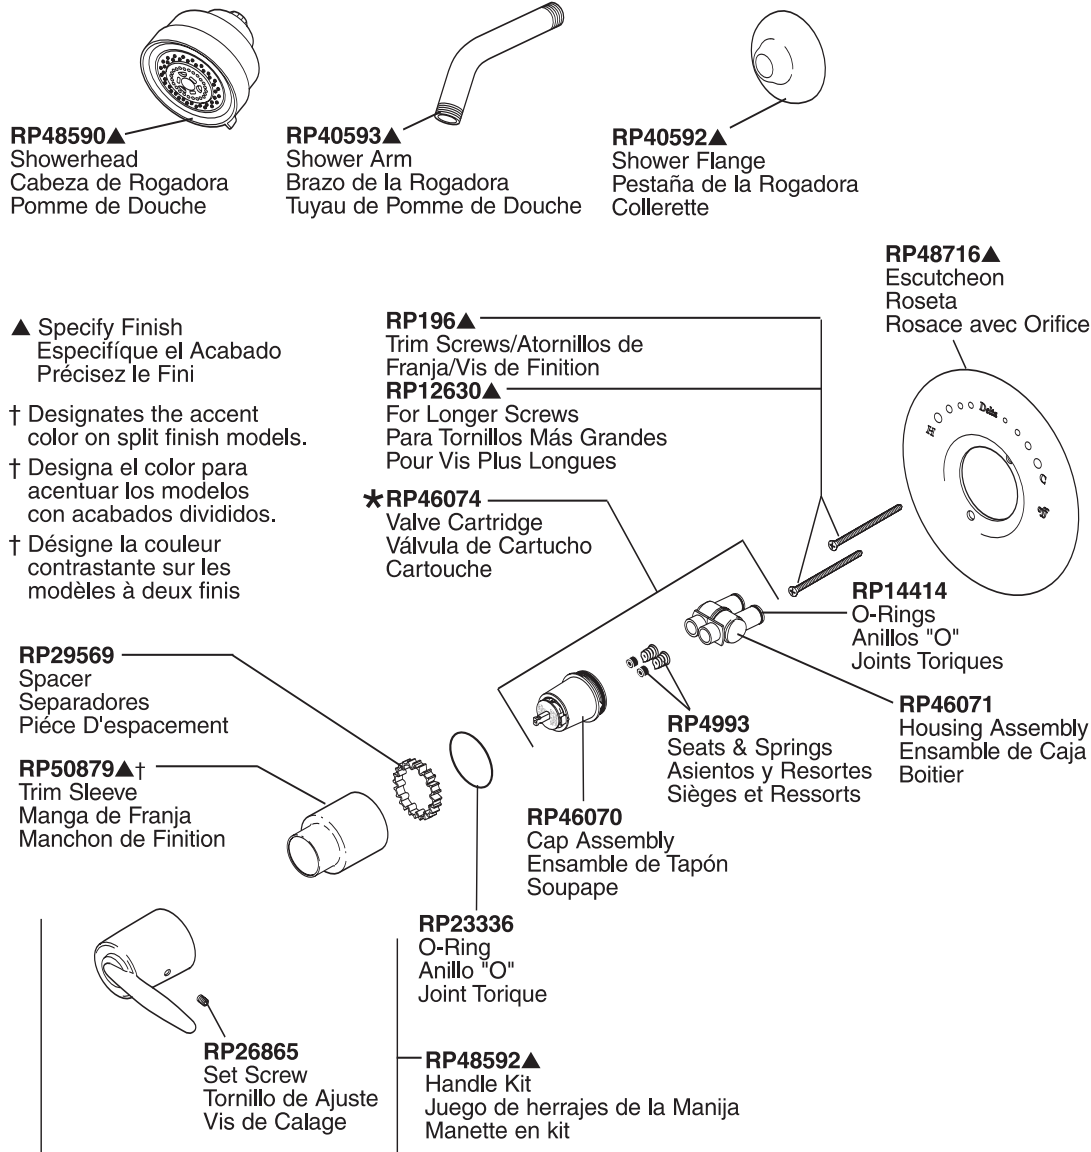 RP48590▲
Showerhead
Cabeza de Rogadora
Pomme de Douche
RP40593▲
Shower Arm
Brazo de la Rogadora
Tuyau de Pomme de Douche
RP40592▲
Shower Flange
Pestaña de la Rogadora
Collerette
RP48716▲
Escutcheon
Roseta
Rosace avec Orifice
▲ Specify Finish
Especifíque el Acabado
Précisez le Fini
† Designates the accent
color on split finish models.
† Designa el color para
acentuar los modelos
con acabados divididos.
† Désigne la couleur
contrastante sur les
modèles à deux finis
RP196▲
Trim Screws/Atornillos de
Franja/Vis de Finition
RP12630▲
For Longer Screws
Para Tornillos Más Grandes
Pour Vis Plus Longues
*RP46074
Valve Cartridge
Válvula de Cartucho
Cartouche
H Delta C
RP14414
O-Rings
Anillos "O"
Joints Toriques
RP46071
Housing Assembly
Ensamble de Caja
Boitier
RP4993
Seats & Springs
Asientos y Resortes
Sièges et Ressorts
RP29569
Spacer
Separadores
Piéce D'espacement
RP50879▲†
Trim Sleeve
Manga de Franja
Manchon de Finition
RP46070
Cap Assembly
Ensamble de Tapón
Soupape
RP23336
O-Ring
Anillo "O"
Joint Torique
RP26865
Set Screw
Tornillo de Ajuste
Vis de Calage
RP48592▲
Handle Kit
Juego de herrajes de la Manija
Manette en kit